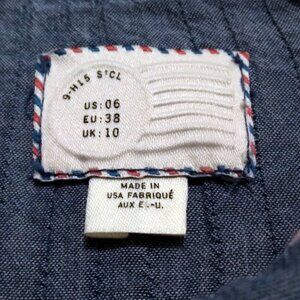 9-H15 S'CL
US:06
EU:38
UK:10
MADE IN
USA FABRIQUÉ
AUX É.-U.